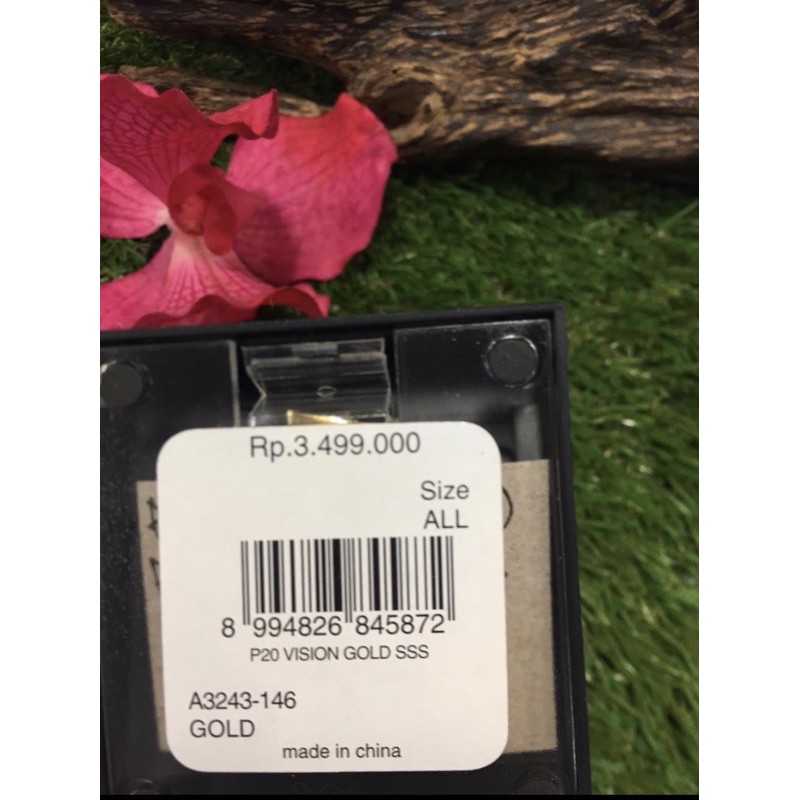 Rp.3.499.000
Size
ALL
8 994826 845872
P20 VISION GOLD SSS
A3243-146
GOLD
made in china